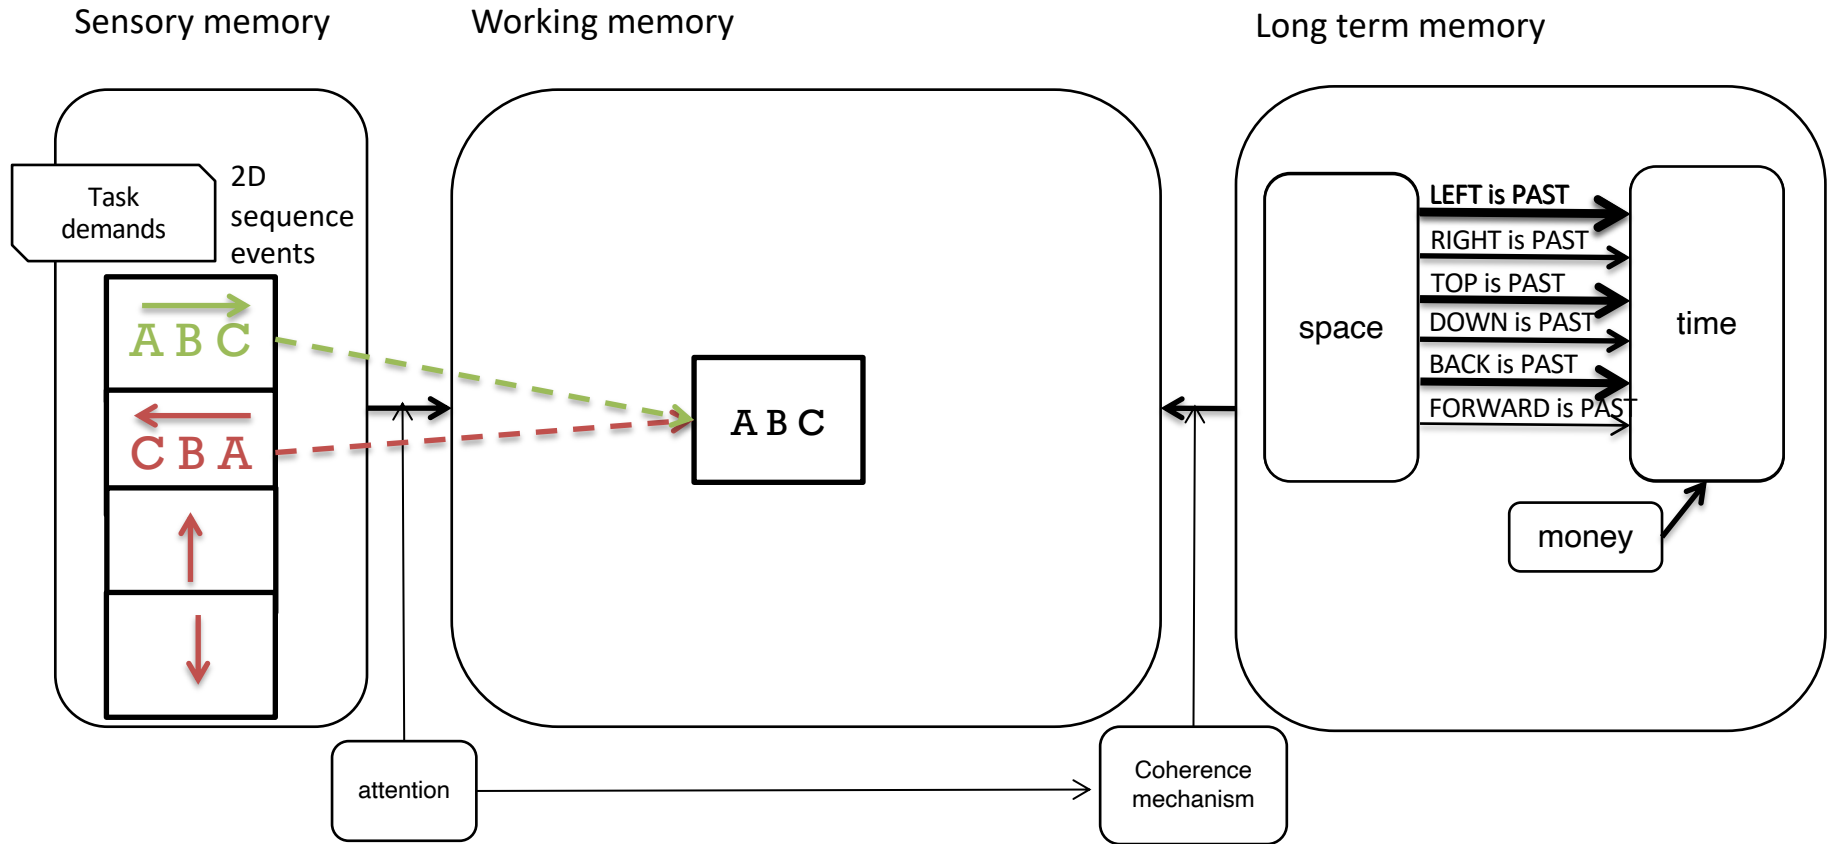 Sensory memory
Working memory
Long term memory
Task
demands
2D
sequence
events
A B C
C B A
A B C
space
LEFT is PAST
RIGHT is PAST
TOP is PAST
DOWN is PAST
BACK is PAST
FORWARD is PAST
time
money
attention
Coherence
mechanism